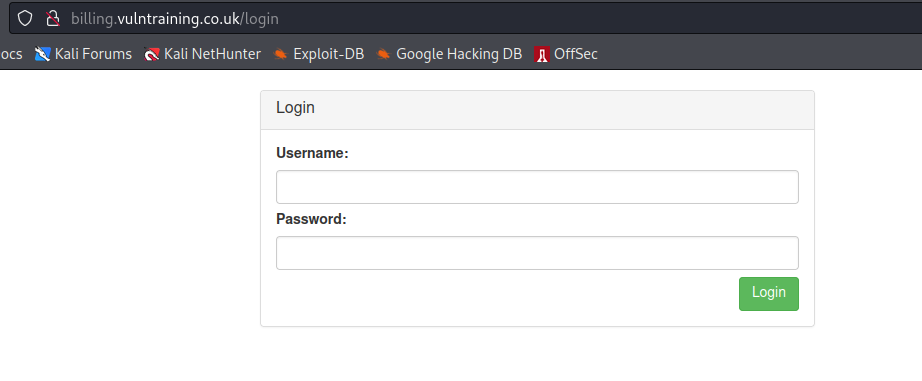 billing.vulntraining.co.uk/login
ocs Kali Forums Kali NetHunter Exploit-DB Google Hacking DB OffSec
Login
Username:
Password:
Login